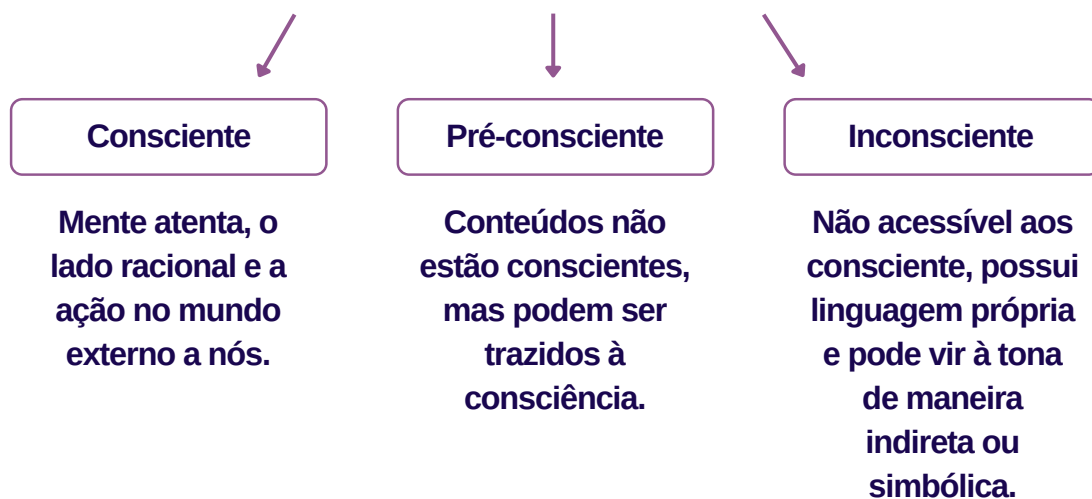 Consciente
Mente atenta, o
lado racional e a
ação no mundo
externo a nós.
Pré-consciente
Conteúdos não
estão conscientes,
mas podem ser
trazidos à
consciência.
Inconsciente
Não acessível aos
consciente, possui
linguagem própria
e pode vir à tona
de maneira
indireta ou
simbólica.